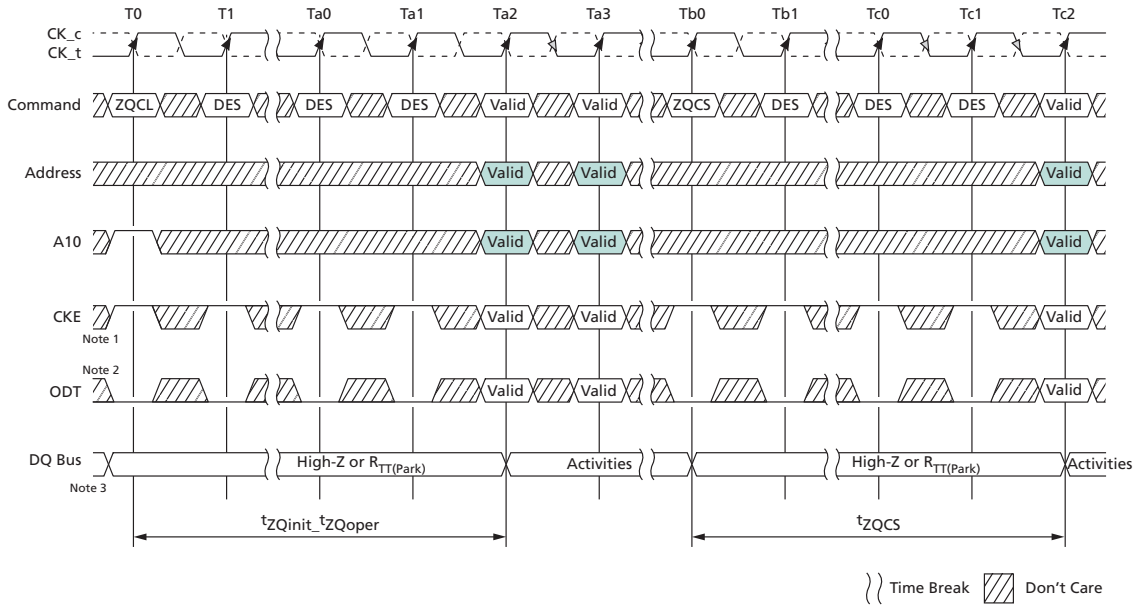 T0 T1 Ta0 Ta1 Ta2 Ta3 Tb0 Tb1 Tc0 Tc1 Tc2
CK_c
CK_t
Command ZQCL DES DES DES Valid Valid ZQCS DES DES DES Valid
Address Valid Valid Valid
A10 Valid Valid Valid
CKE Valid Valid Valid
Note 1
Note 2
ODT Valid Valid Valid
DQ Bus High-Z or RTT(Park) Activities High-Z or RTT(Park) Activities
Note 3
tZQinit_tZQoper tZQCS
Time Break Don't Care